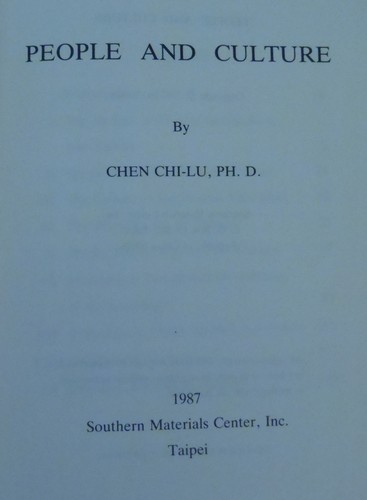 PEOPLE AND CULTURE
By
CHEN CHI-LU, PH. D.
1987
Southern Materials Center, Inc.
Taipei